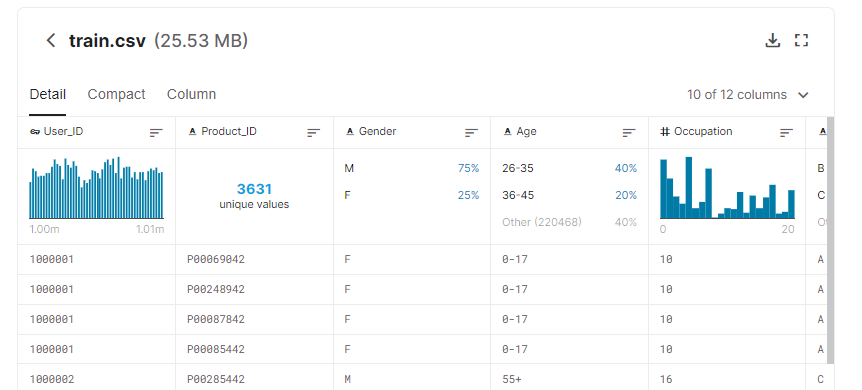 train.csv (25.53 MB)
Detail Compact Column 10 of 12 columns
User_ID Product_ID Gender Age Occupation
M 75% 26-35 40% B
3631 F 25% 36-45 20% C
unique values
Other (220468) 40%
1.00m 1.01m 0 20
1000001 P00069042 F 0-17 10 A
1000001 P00248942 F 0-17 10 A
1000001 P00087842 F 0-17 10 A
1000001 P00085442 F 0-17 10 A
1000002 P00285442 M 55+ 16 C